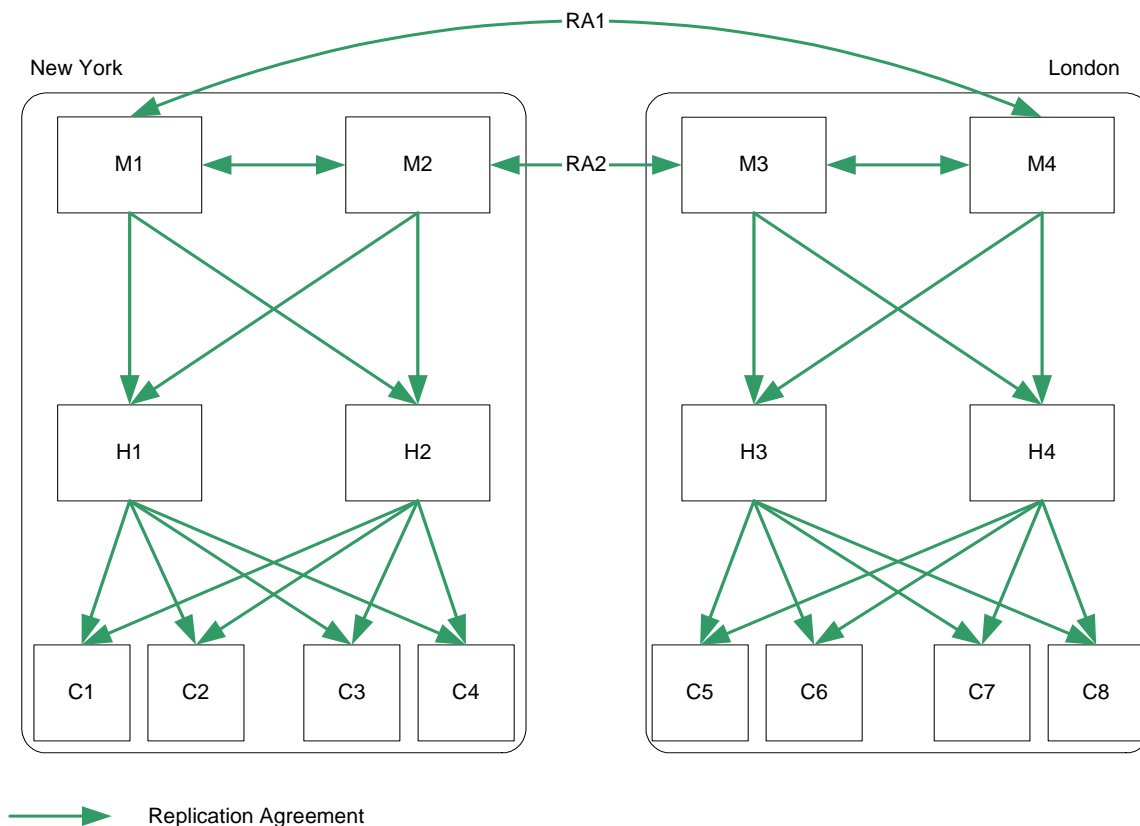 RA1
New York
London
M1
M2
RA2
M3
M4
H1
H2
H3
H4
C1
C2
C3
C4
C5
C6
C7
C8
Replication Agreement